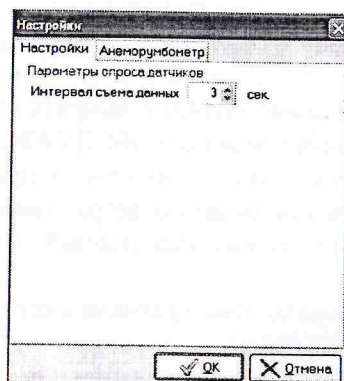 Настройки
Настройки Анеморумбометр
Параметры опроса датчиков
Интервал съема данных 3 сек.
OK Отмена